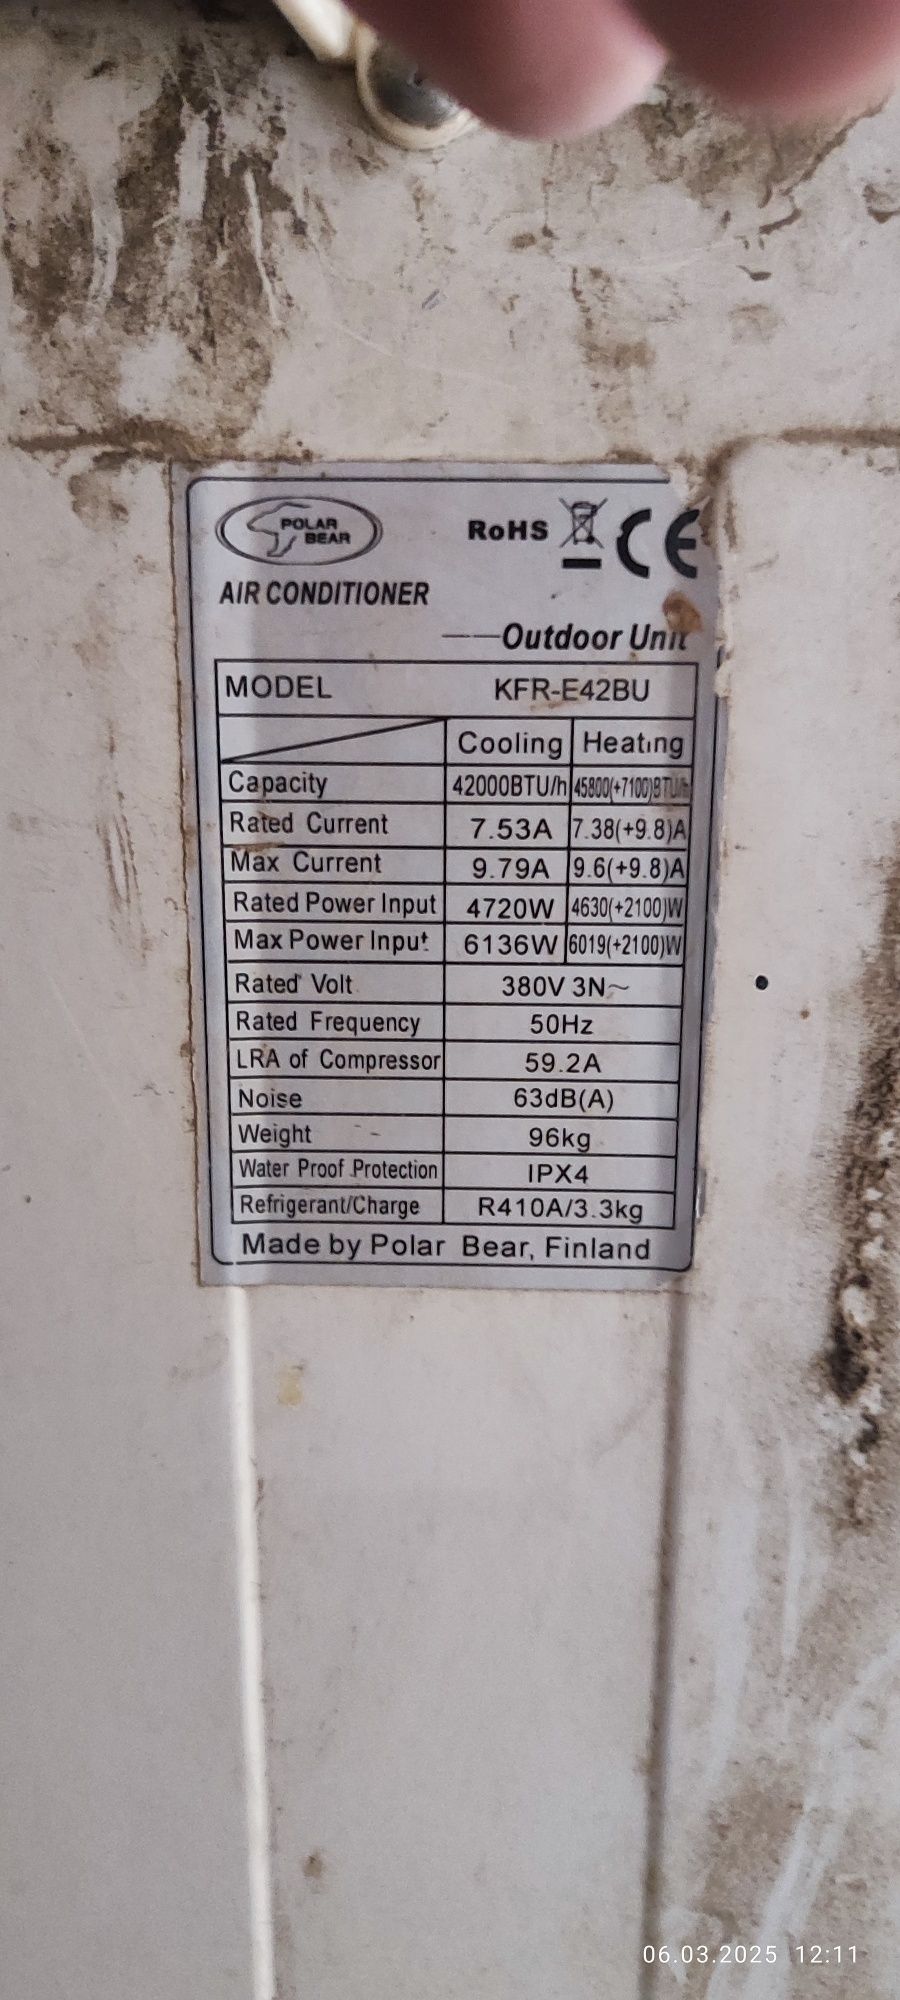 POLAR
BEAR
RoHS CE
AIR CONDITIONER
Outdoor Unit
MODEL KFR-E42BU
Cooling Heating
Capacity 42000BTU/h 45800(+7100)BTU/h
Rated Current 7.53A 7.38(+9.8)A
Max Current 9.79A 9.6(+9.8)A
Rated Power Input 4720W 4630(+2100)W
Max Power Input 6136W 6019(+2100)W
Rated Volt 380V 3N~
Rated Frequency 50Hz
LRA of Compressor 59.2A
Noise 63dB(A)
Weight 96kg
Water Proof Protection IPX4
Refrigerant/Charge R410A/3.3kg
Made by Polar Bear, Finland
06.03.2025 12:11